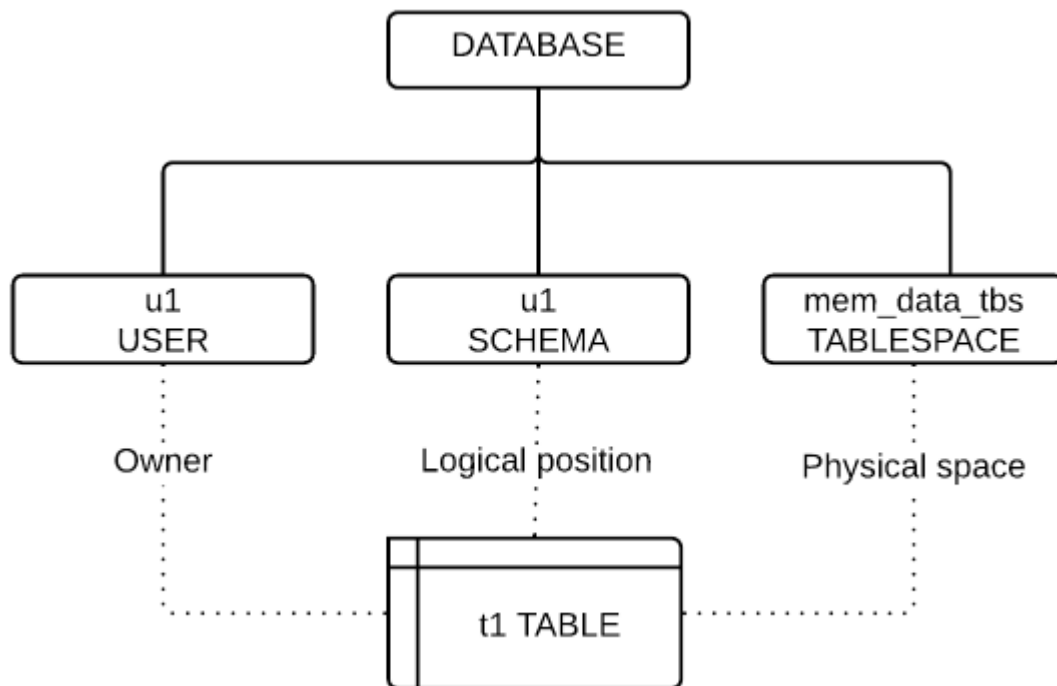 DATABASE
u1
USER
u1
SCHEMA
mem_data_tbs
TABLESPACE
Owner
Logical position
Physical space
t1 TABLE